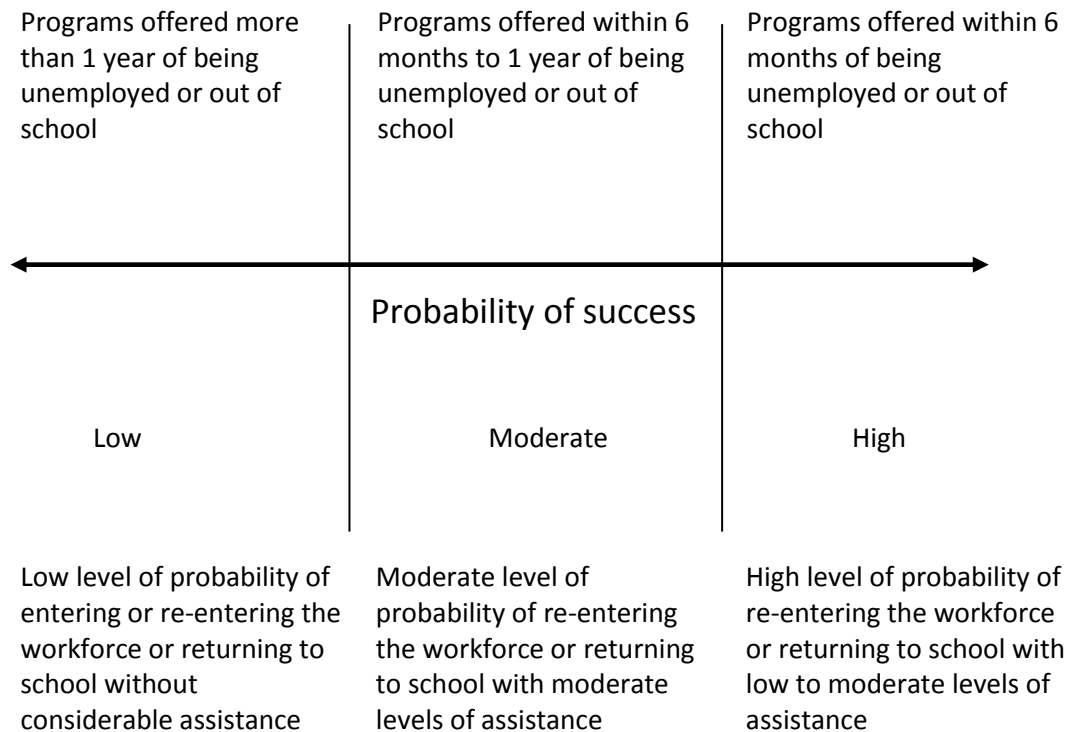 Programs offered more
than 1 year of being
unemployed or out of
school
Programs offered within 6
months to 1 year of being
unemployed or out of
school
Programs offered within 6
months of being
unemployed or out of
school
Probability of success
Low
Moderate
High
Low level of probability of
entering or re-entering the
workforce or returning to
school without
considerable assistance
Moderate level of
probability of re-entering
the workforce or returning
to school with moderate
levels of assistance
High level of probability of
re-entering the workforce
or returning to school with
low to moderate levels of
assistance